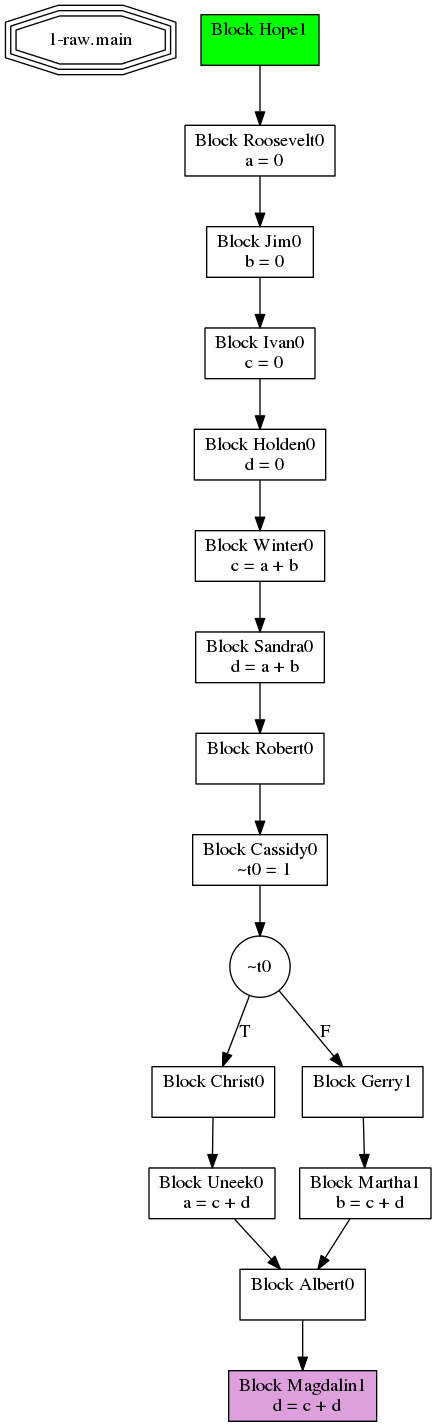 1-raw.main
Block Hope1
Block Roosevelt0
a = 0
Block Jim0
b = 0
Block Ivan0
c = 0
Block Holden0
d = 0
Block Winter0
c = a + b
Block Sandra0
d = a + b
Block Robert0
Block Cassidy0
~t0 = 1
~t0
T
F
Block Christ0
Block Gerry1
Block Uneek0
a = c + d
Block Martha1
b = c + d
Block Albert0
Block Magdalin1
d = c + d